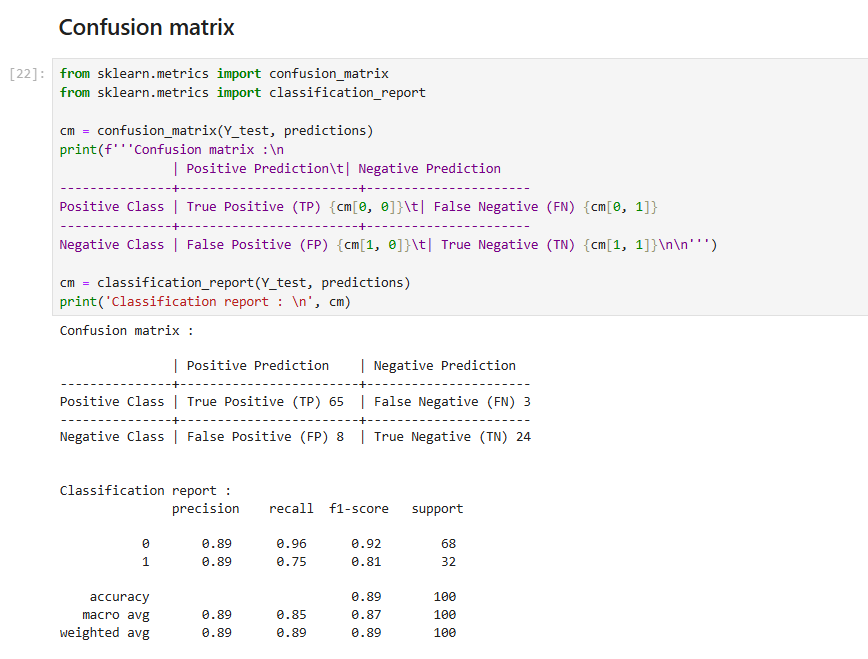 Confusion matrix
[22]:
from sklearn.metrics import confusion_matrix
from sklearn.metrics import classification_report
cm = confusion_matrix(Y_test, predictions)
print(f'''Confusion matrix :\n
               | Positive Prediction\t| Negative Prediction
---------------+------------------------+----------------------
Positive Class | True Positive (TP) {cm[0, 0]}\t| False Negative (FN) {cm[0, 1]}
---------------+------------------------+----------------------
Negative Class | False Positive (FP) {cm[1, 0]}\t| True Negative (TN) {cm[1, 1]}\n\n''')
cm = classification_report(Y_test, predictions)
print('Classification report : \n', cm)
Confusion matrix :
               | Positive Prediction    | Negative Prediction
---------------+------------------------+----------------------
Positive Class | True Positive (TP) 65  | False Negative (FN) 3
---------------+------------------------+----------------------
Negative Class | False Positive (FP) 8  | True Negative (TN) 24
Classification report :
               precision    recall  f1-score   support
           0       0.89      0.96      0.92        68
           1       0.89      0.75      0.81        32
    accuracy                           0.89       100
   macro avg       0.89      0.85      0.87       100
weighted avg       0.89      0.89      0.89       100